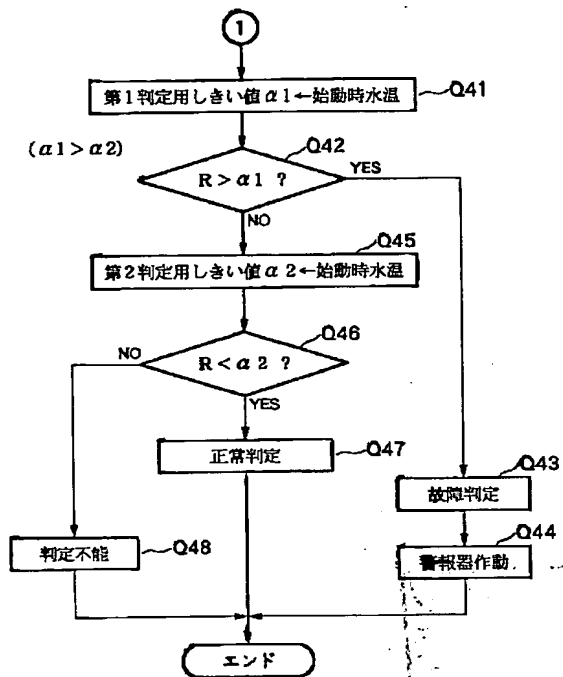 1
第1判定用しきい値α1←始動時水温
Q41
(α1>α2)
Q42
R>α1 ?
YES
NO
Q45
第2判定用しきい値α2←始動時水温
Q46
R<α2 ?
NO
YES
正常判定
Q47
Q43
故障判定
判定不能
Q48
Q44
警報器作動
エンド